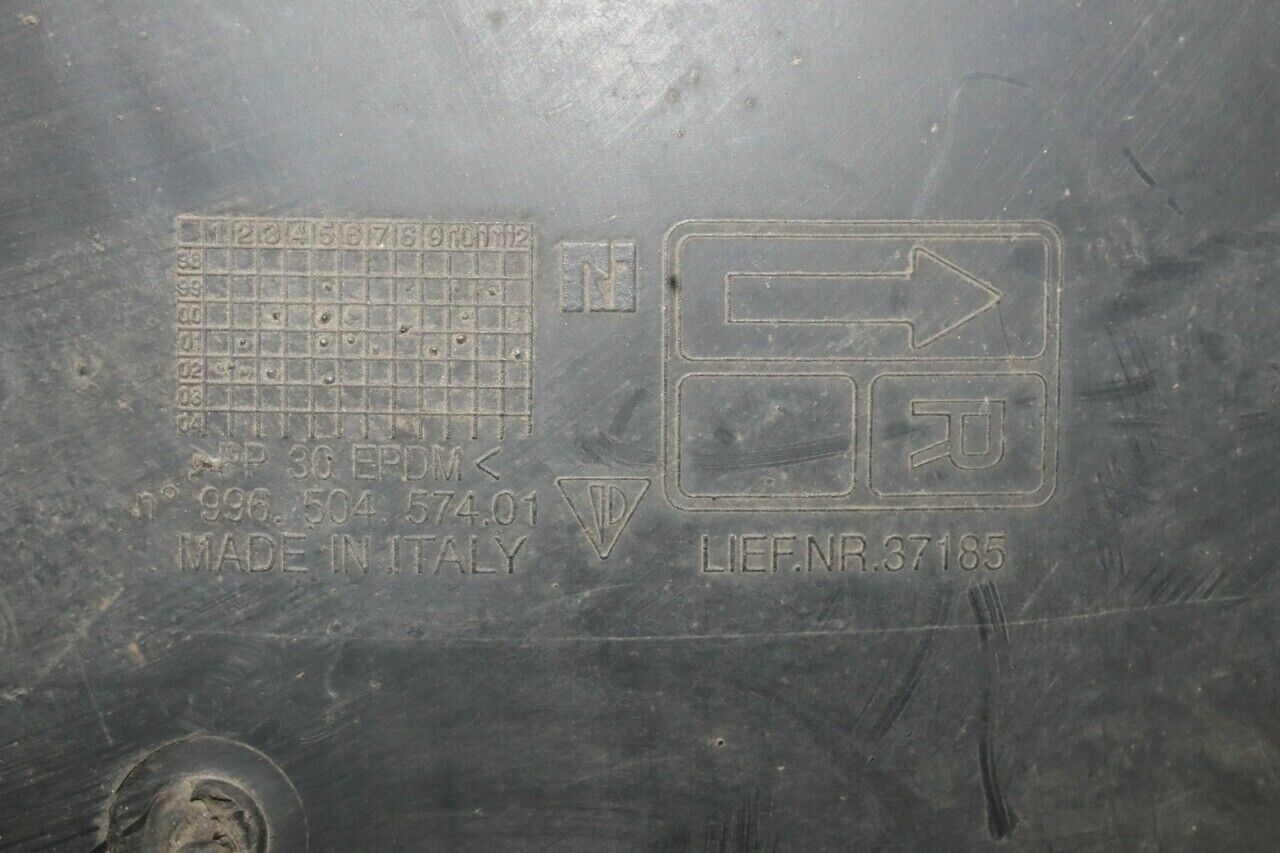 1 2 3 4 5 6 7 8 9 10 11 12
98
99
00
01
02
03
04
PP 30 EPDM <
n° 996. 504. 574.01
MADE IN ITALY
N
R
LIEF.NR.37185